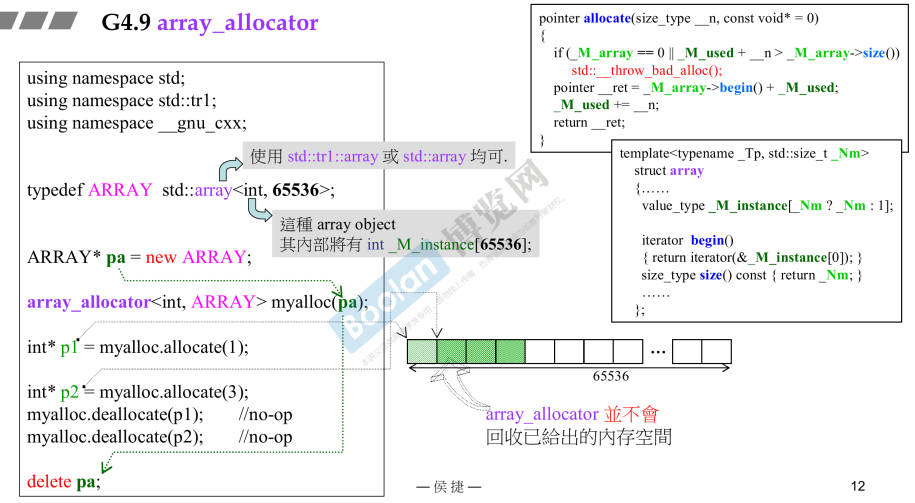 G4.9 array_allocator
using namespace std;
using namespace std::tr1;
using namespace __gnu_cxx;
使用 std::tr1::array 或 std::array 均可.
typedef ARRAY std::array<int, 65536>;
這種 array object
其內部將有 int _M_instance[65536];
ARRAY* pa = new ARRAY;
array_allocator<int, ARRAY> myalloc(pa);
int* p1 = myalloc.allocate(1);
int* p2 = myalloc.allocate(3);
myalloc.deallocate(p1); //no-op
myalloc.deallocate(p2); //no-op
delete pa;
pointer allocate(size_type __n, const void* = 0)
{
if (_M_array == 0 || _M_used + __n > _M_array->size())
std::__throw_bad_alloc();
pointer __ret = _M_array->begin() + _M_used;
_M_used += __n;
return __ret;
}
template<typename _Tp, std::size_t _Nm>
struct array
{……
value_type _M_instance[_Nm ? _Nm : 1];
iterator begin()
{ return iterator(&_M_instance[0]); }
size_type size() const { return _Nm; }
……
};
…
65536
array_allocator 並不會
回收已給出的內存空間
Boolan 博览网
— 侯捷 —
12